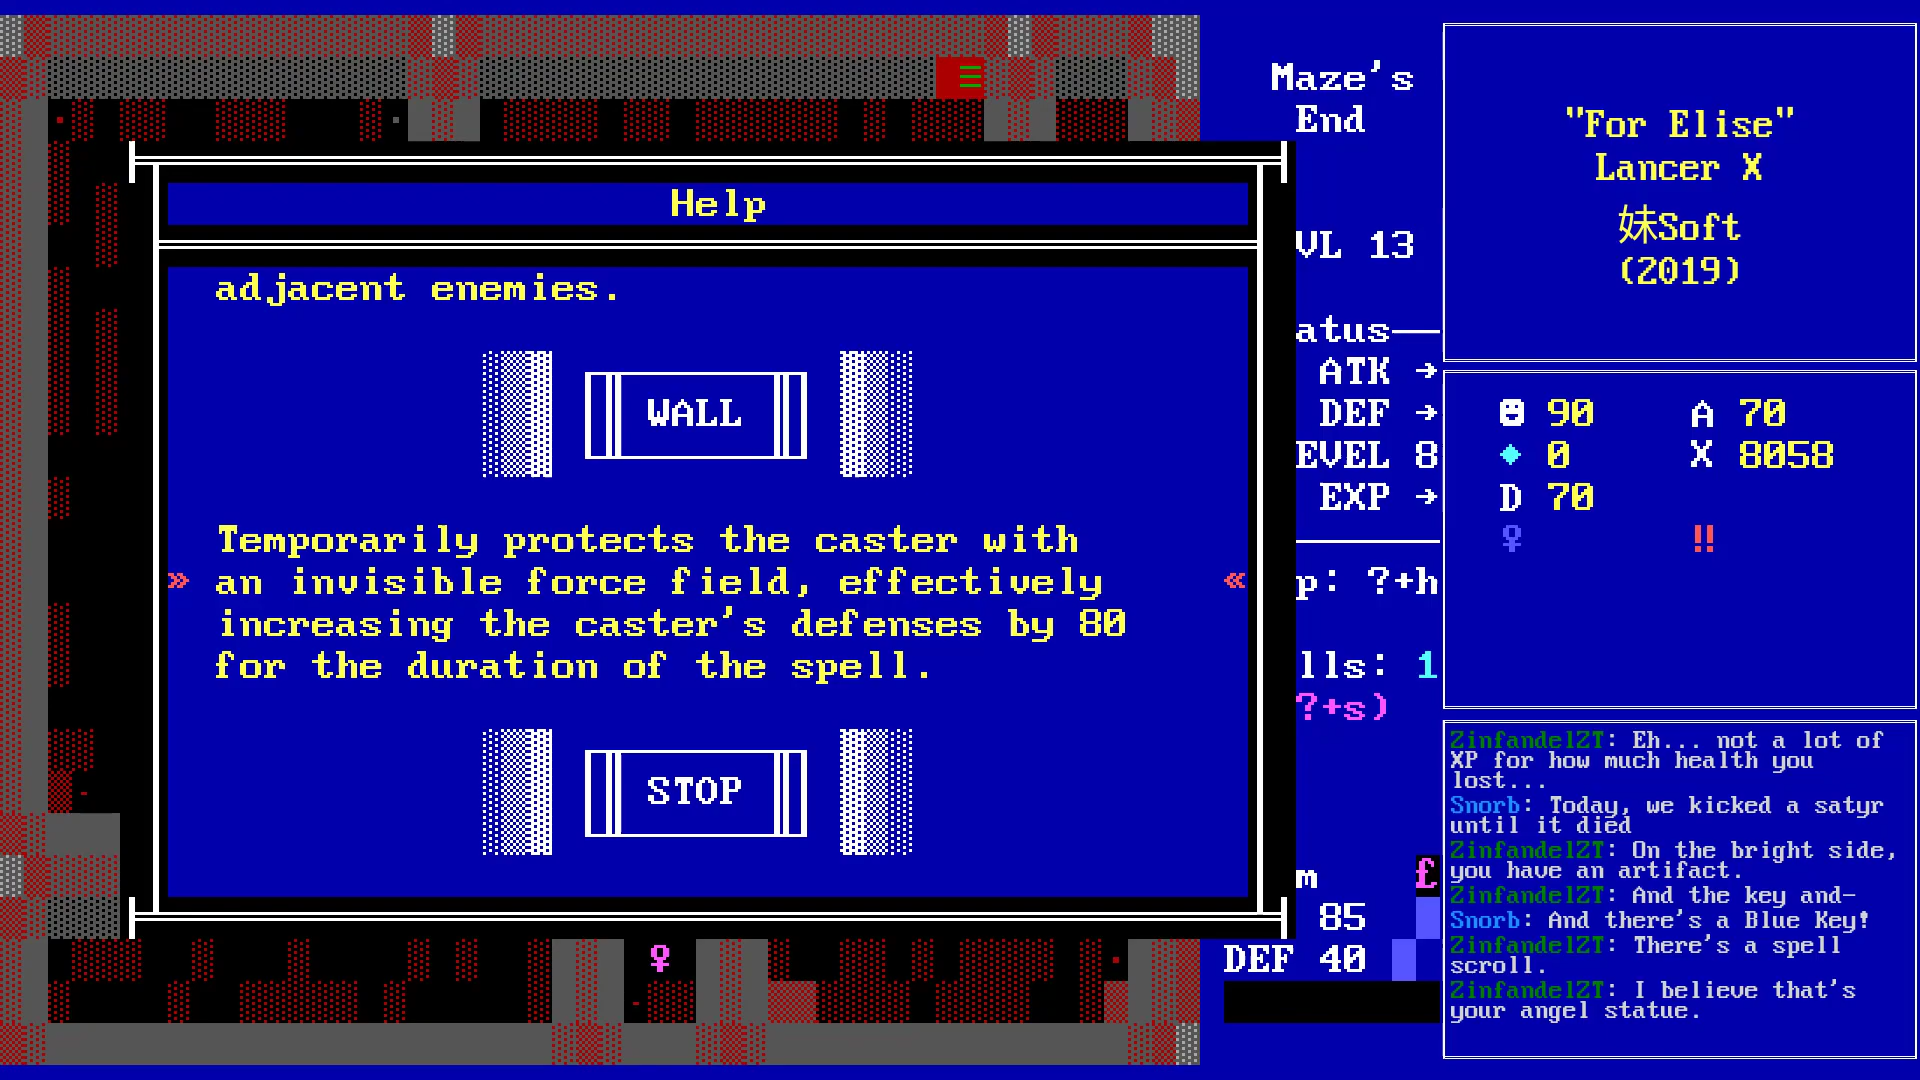 Help
adjacent enemies.
WALL
Temporarily protects the caster with
» an invisible force field, effectively «
increasing the caster's defenses by 80
for the duration of the spell.
STOP
Maze's
End
VL 13
atus
ATK →
DEF →
EVEL 8
EXP →
p: ?+h
lls: 1
?+s)
m £
85
DEF 40
"For Elise"
Lancer X
妹Soft
(2019)
☻ 90 A 70
♦ 0 X 8058
D 70
♀ ‼
ZinfandelZT: Eh... not a lot of
XP for how much health you
lost...
Snorb: Today, we kicked a satyr
until it died
ZinfandelZT: On the bright side,
you have an artifact.
ZinfandelZT: And the key and-
Snorb: And there's a Blue Key!
ZinfandelZT: There's a spell
scroll.
ZinfandelZT: I believe that's
your angel statue.